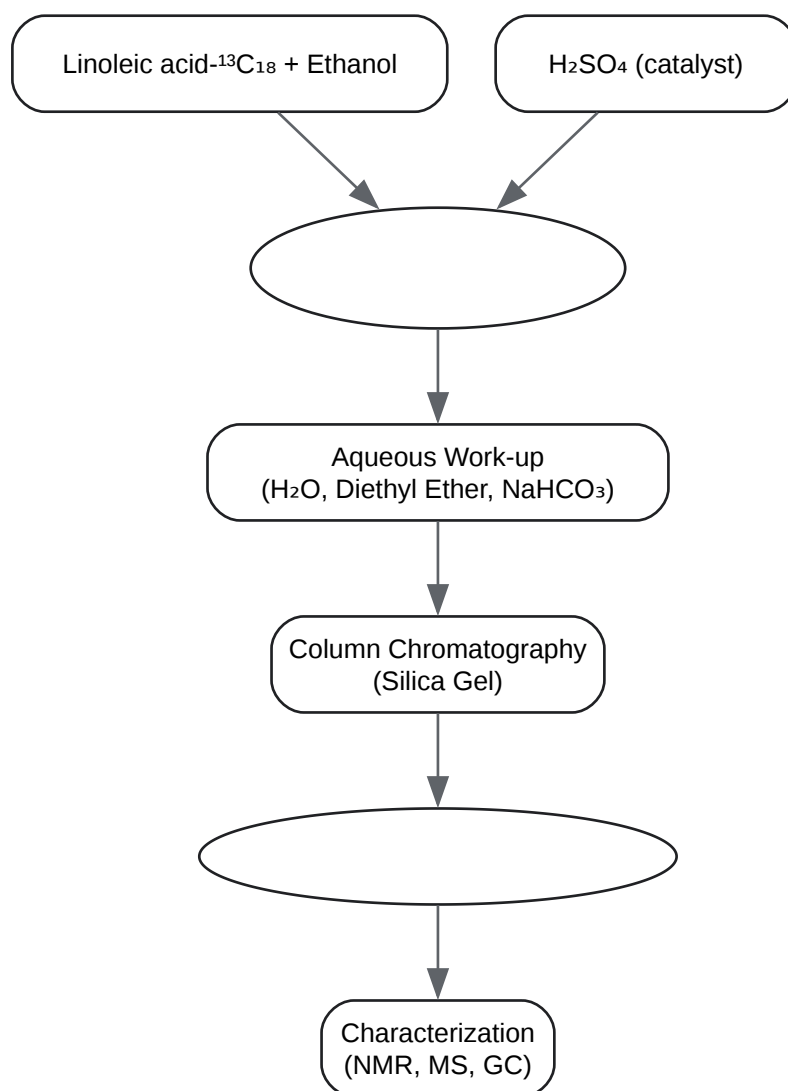 Linoleic acid-¹³C₁₈ + Ethanol
H₂SO₄ (catalyst)
Aqueous Work-up
(H₂O, Diethyl Ether, NaHCO₃)
Column Chromatography
(Silica Gel)
Characterization
(NMR, MS, GC)